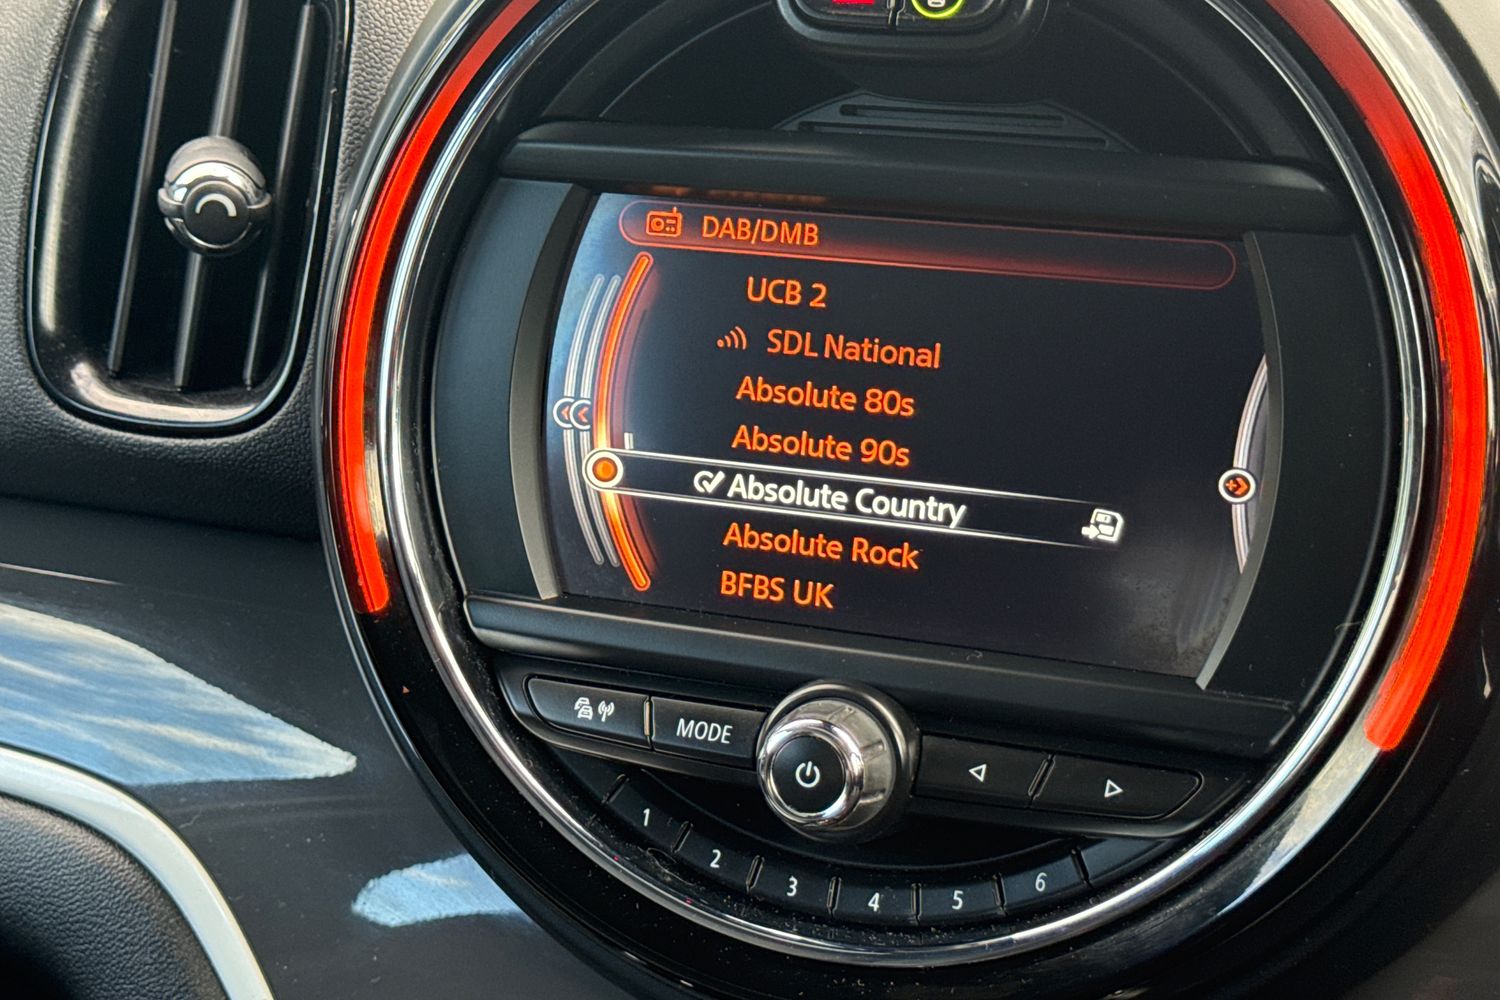 DAB/DMB
UCB 2
SDL National
Absolute 80s
Absolute 90s
Absolute Country
Absolute Rock
BFBS UK
MODE
1
2
3
4
5
6